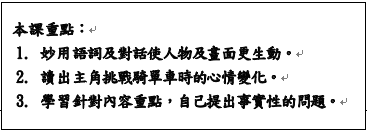 本課重點：
1. 妙用語詞及對話使人物及畫面更生動。
2. 讀出主角挑戰騎單車時的心情變化。
3. 學習針對內容重點，自己提出事實性的問題。